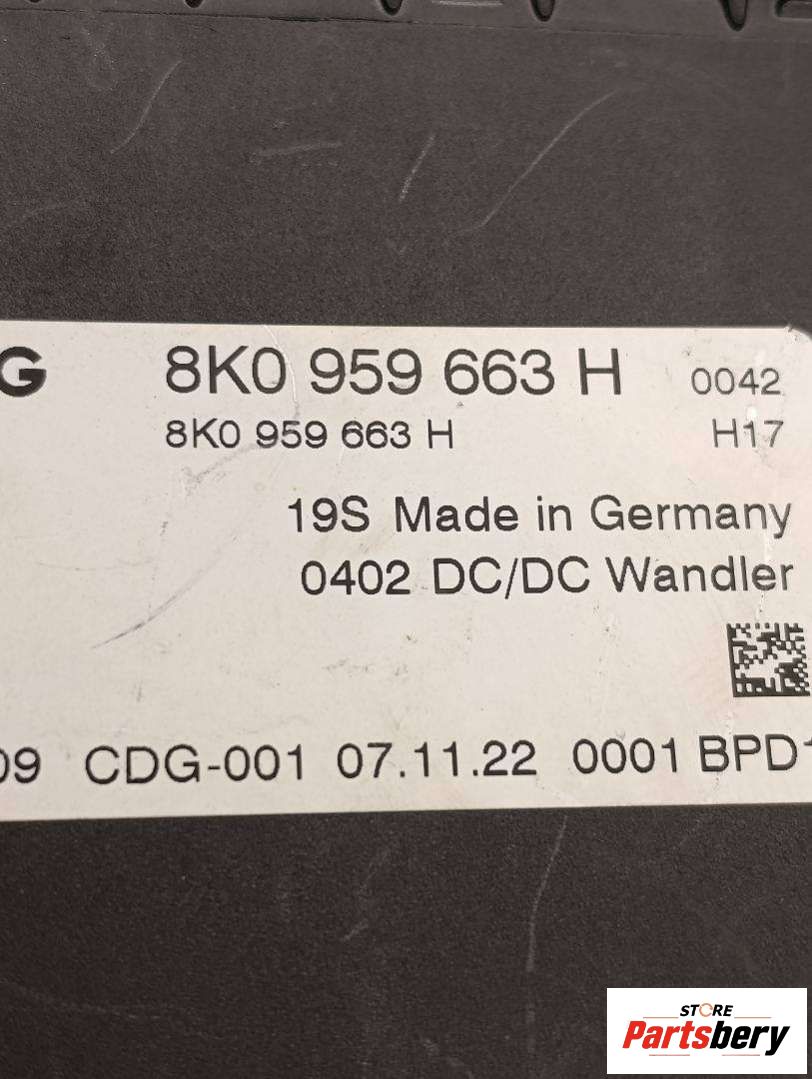 G 8K0 959 663 H 0042
8K0 959 663 H H17
19S Made in Germany
0402 DC/DC Wandler
09 CDG-001 07.11.22 0001 BPD1
STORE
Partsbery